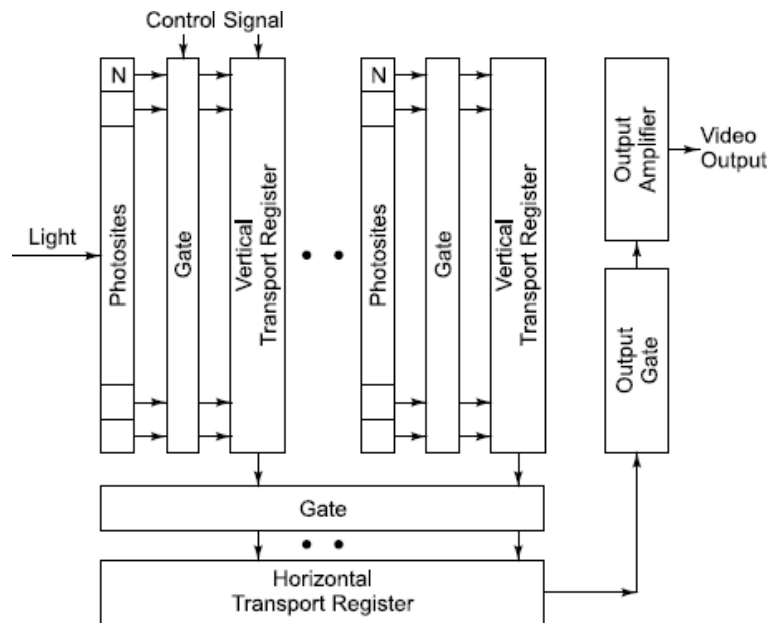 Control Signal
N
N
Photosites
Gate
Vertical
Transport Register
Photosites
Gate
Vertical
Transport Register
Output
Amplifier
Video
Output
Light
Output
Gate
Gate
Horizontal
Transport Register